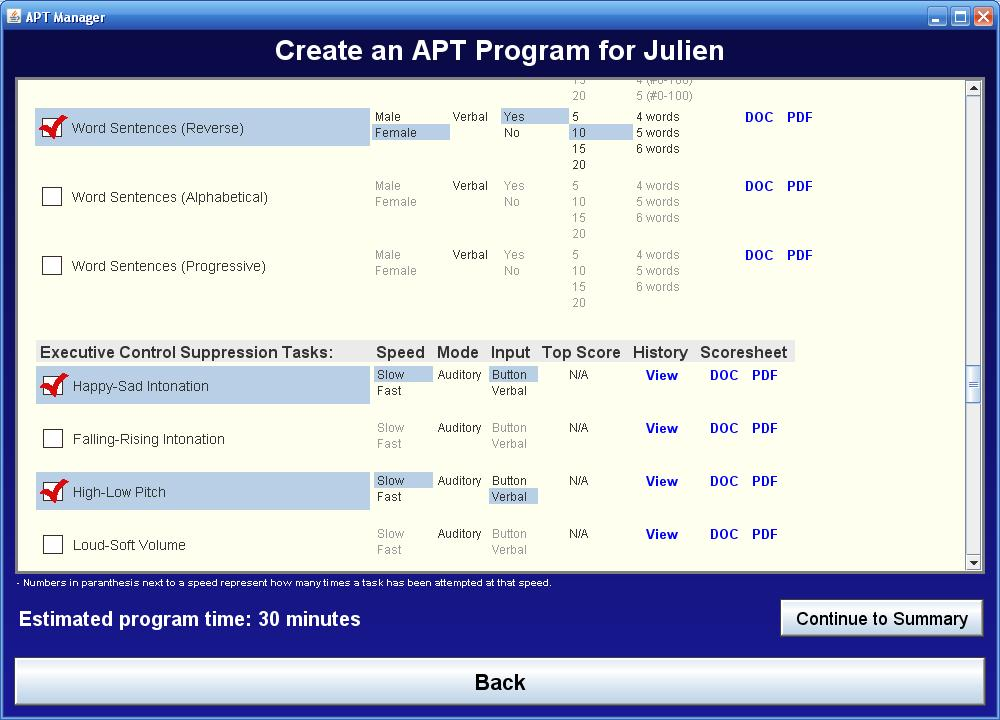 APT Manager
Create an APT Program for Julien
15 4 (#0-100)
20 5 (#0-100)
Word Sentences (Reverse) Male Verbal Yes 5 4 words DOC PDF
Female No 10 5 words
15 6 words
20
Word Sentences (Alphabetical) Male Verbal Yes 5 4 words DOC PDF
Female No 10 5 words
15 6 words
20
Word Sentences (Progressive) Male Verbal Yes 5 4 words DOC PDF
Female No 10 5 words
15 6 words
20
Executive Control Suppression Tasks: Speed Mode Input Top Score History Scoresheet
Happy-Sad Intonation Slow Auditory Button N/A View DOC PDF
Fast Verbal
Falling-Rising Intonation Slow Auditory Button N/A View DOC PDF
Fast Verbal
High-Low Pitch Slow Auditory Button N/A View DOC PDF
Fast Verbal
Loud-Soft Volume Slow Auditory Button N/A View DOC PDF
Fast Verbal
- Numbers in paranthesis next to a speed represent how many times a task has been attempted at that speed.
Estimated program time: 30 minutes
Continue to Summary
Back